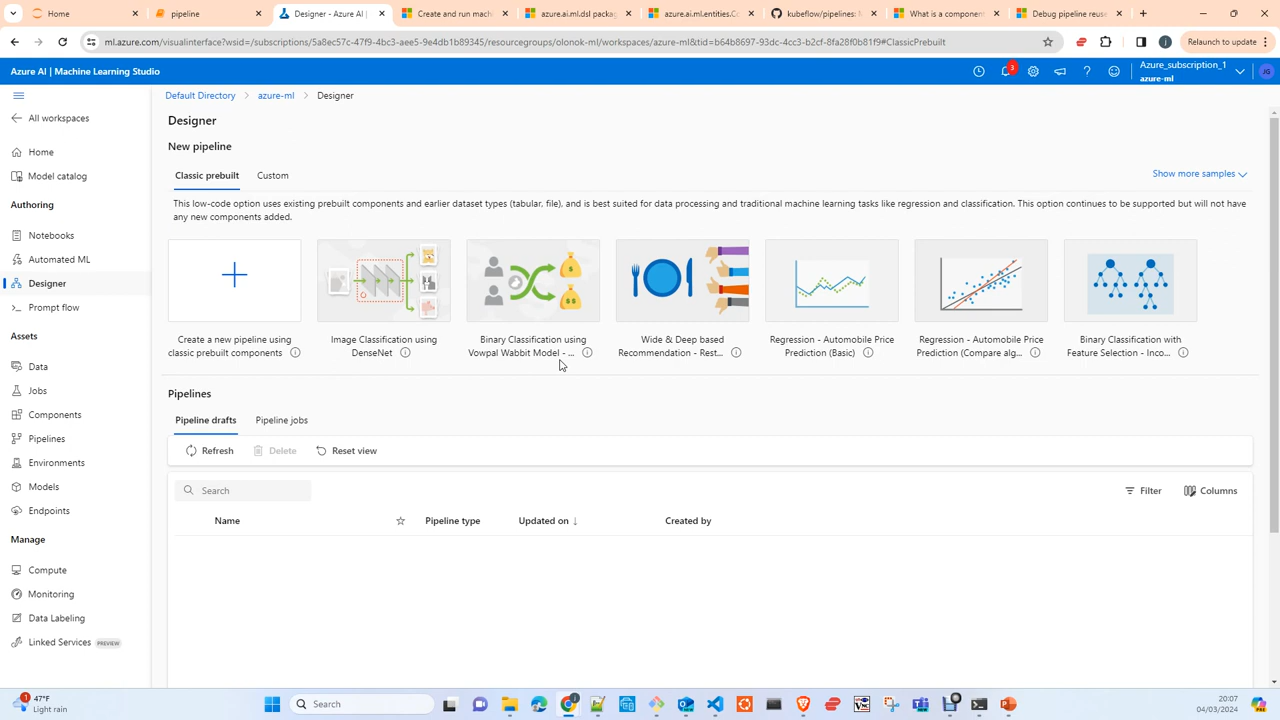 Home
pipeline
Designer - Azure AI |
Create and run mach
azure.ai.ml.dsl packag
azure.ai.ml.entities.Co
kubeflow/pipelines: M
What is a component
Debug pipeline reuse
ml.azure.com/visualinterface?wsid=/subscriptions/5a8ec57c-47f9-4bc3-aee5-9e4db1b89345/resourcegroups/olonok-ml/workspaces/azure-ml&tid=b64b8697-93dc-4cc3-b2cf-8fa28f0b81f9#ClassicPrebuilt
Relaunch to update
Azure AI | Machine Learning Studio
3
Azure_subscription_1
azure-ml
JG
All workspaces
Home
Model catalog
Authoring
Notebooks
Automated ML
Designer
Prompt flow
Assets
Data
Jobs
Components
Pipelines
Environments
Models
Endpoints
Manage
Compute
Monitoring
Data Labeling
Linked Services PREVIEW
Default Directory > azure-ml > Designer
Designer
New pipeline
Classic prebuilt
Custom
Show more samples
This low-code option uses existing prebuilt components and earlier dataset types (tabular, file), and is best suited for data processing and traditional machine learning tasks like regression and classification. This option continues to be supported but will not have
any new components added.
Create a new pipeline using
classic prebuilt components
Image Classification using
DenseNet
Binary Classification using
Vowpal Wabbit Model - ...
Wide & Deep based
Recommendation - Rest...
Regression - Automobile Price
Prediction (Basic)
Regression - Automobile Price
Prediction (Compare alg...
Binary Classification with
Feature Selection - Inco...
Pipelines
Pipeline drafts
Pipeline jobs
Refresh
Delete
Reset view
Search
Filter
Columns
Name
Pipeline type
Updated on ↓
Created by
1
47°F
Light rain
Search
20:07
04/03/2024